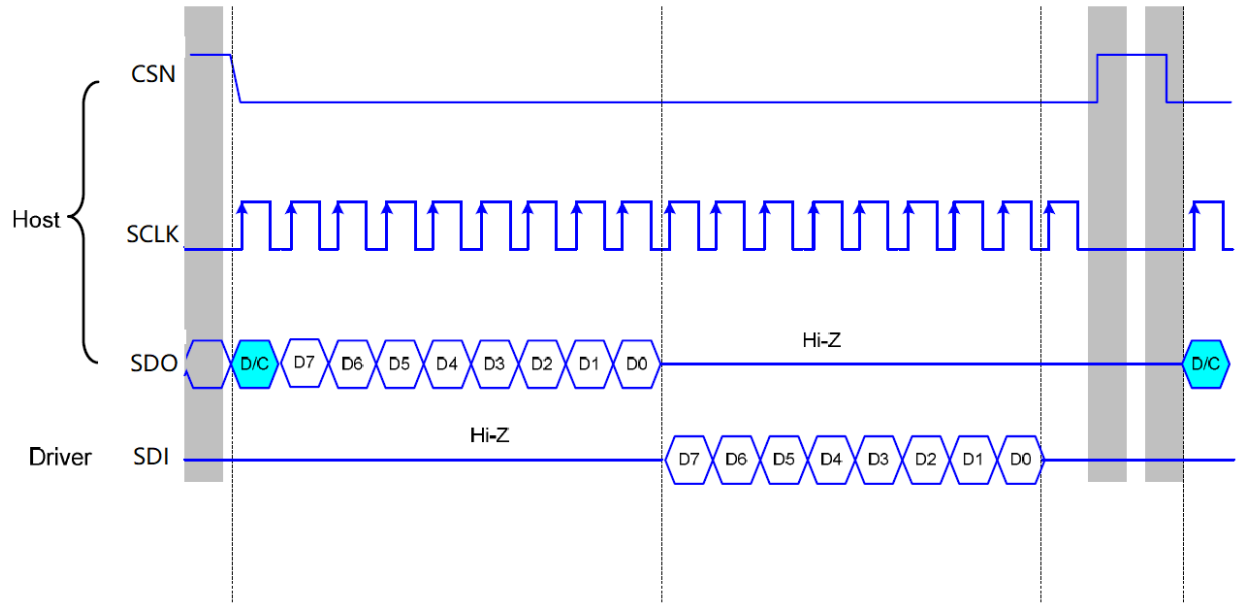 CSN
Host
SCLK
Hi-Z
SDO D/C D7 D6 D5 D4 D3 D2 D1 D0 D/C
Hi-Z
Driver SDI D7 D6 D5 D4 D3 D2 D1 D0